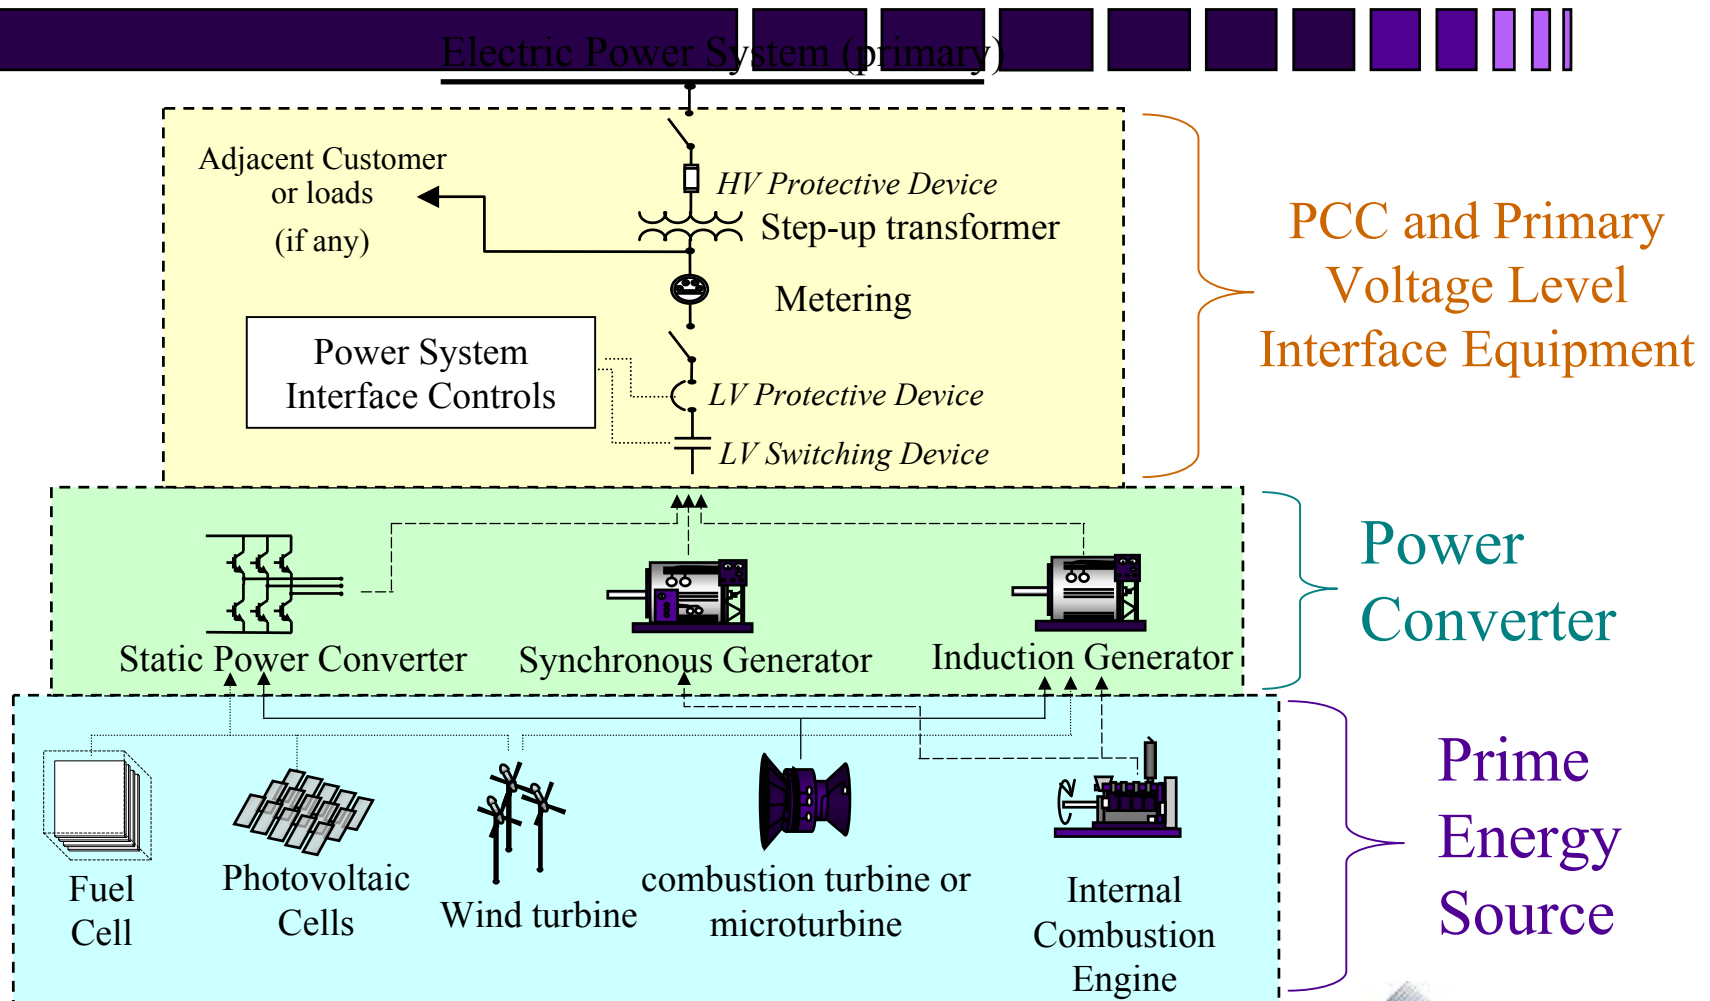 Electric Power System (primary)
Adjacent Customer
or loads
(if any)
HV Protective Device
Step-up transformer
Metering
Power System
Interface Controls
LV Protective Device
LV Switching Device
PCC and Primary
Voltage Level
Interface Equipment
Static Power Converter
Synchronous Generator
Induction Generator
Power
Converter
Fuel
Cell
Photovoltaic
Cells
Wind turbine
combustion turbine or
microturbine
Internal
Combustion
Engine
Prime
Energy
Source